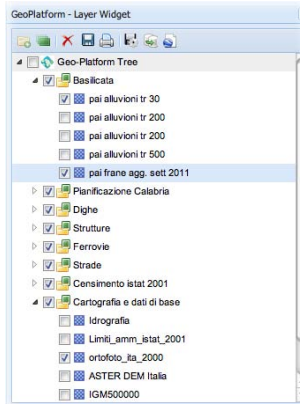 GeoPlatform - Layer Widget
Geo-Platform Tree
Basilicata
pai alluvioni tr 30
pai alluvioni tr 200
pai alluvioni tr 200
pai alluvioni tr 500
pai frane agg. sett 2011
Pianificazione Calabria
Dighe
Strutture
Ferrovie
Strade
Censimento istat 2001
Cartografia e dati di base
Idrografia
Limiti_amm_istat_2001
ortofoto_ita_2000
ASTER DEM Italia
IGM500000